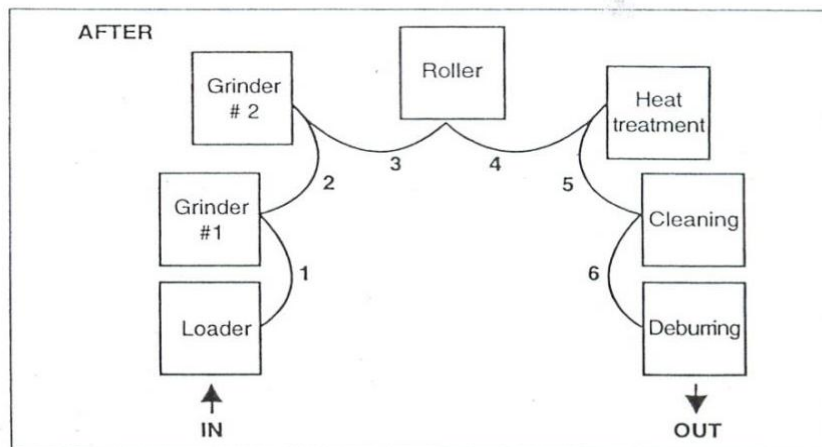 AFTER
Grinder
# 2
Roller
Heat
treatment
3
4
2
5
Grinder
#1
Cleaning
1
6
Loader
Deburring
IN
OUT